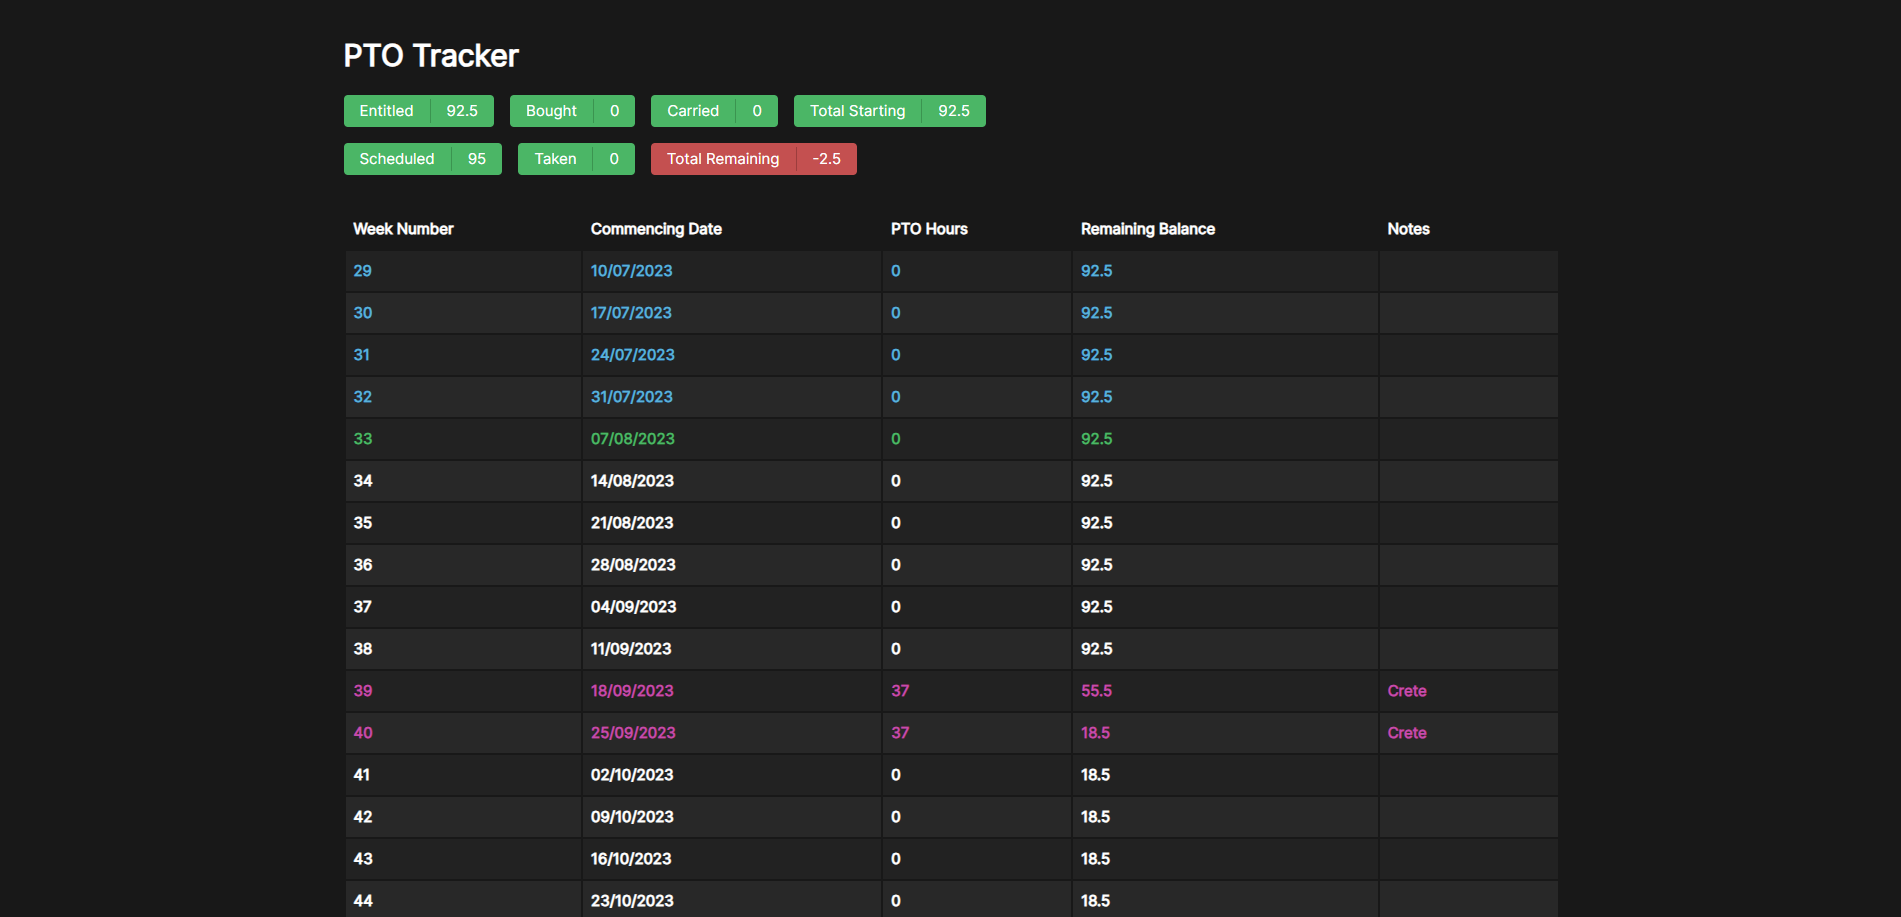 PTO Tracker
Entitled 92.5 Bought 0 Carried 0 Total Starting 92.5
Scheduled 95 Taken 0 Total Remaining -2.5
Week Number Commencing Date PTO Hours Remaining Balance Notes
29 10/07/2023 0 92.5
30 17/07/2023 0 92.5
31 24/07/2023 0 92.5
32 31/07/2023 0 92.5
33 07/08/2023 0 92.5
34 14/08/2023 0 92.5
35 21/08/2023 0 92.5
36 28/08/2023 0 92.5
37 04/09/2023 0 92.5
38 11/09/2023 0 92.5
39 18/09/2023 37 55.5 Crete
40 25/09/2023 37 18.5 Crete
41 02/10/2023 0 18.5
42 09/10/2023 0 18.5
43 16/10/2023 0 18.5
44 23/10/2023 0 18.5